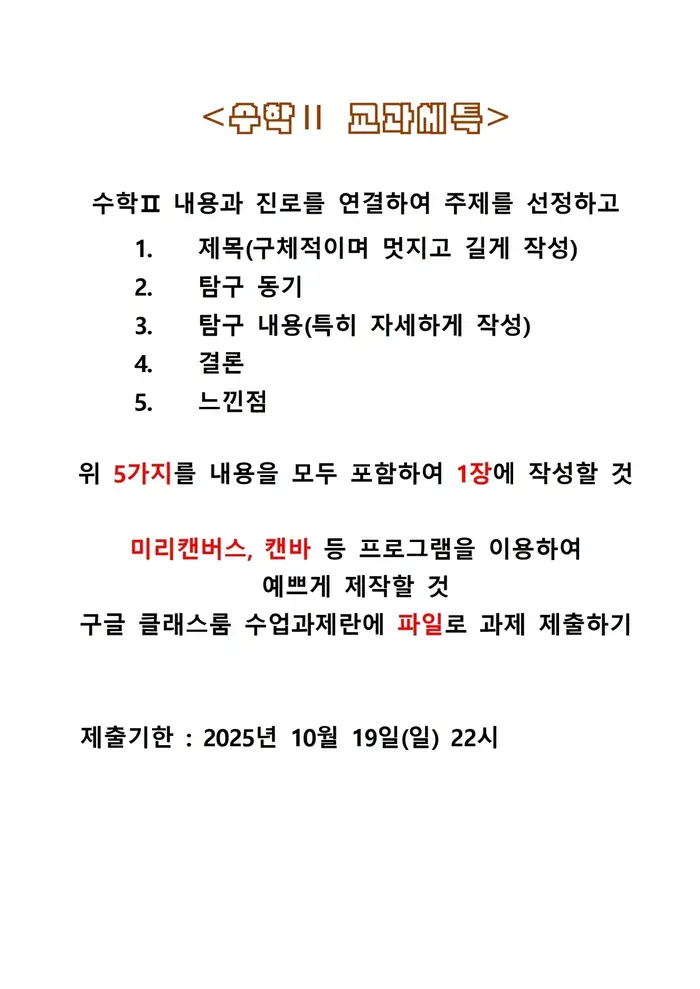 <수학Ⅱ 교과세특>
수학Ⅱ 내용과 진로를 연결하여 주제를 선정하고
1. 제목(구체적이며 멋지고 길게 작성)
2. 탐구 동기
3. 탐구 내용(특히 자세하게 작성)
4. 결론
5. 느낀점
위 5가지를 내용을 모두 포함하여 1장에 작성할 것
미리캔버스, 캔바 등 프로그램을 이용하여
예쁘게 제작할 것
구글 클래스룸 수업과제란에 파일로 과제 제출하기
제출기한 : 2025년 10월 19일(일) 22시